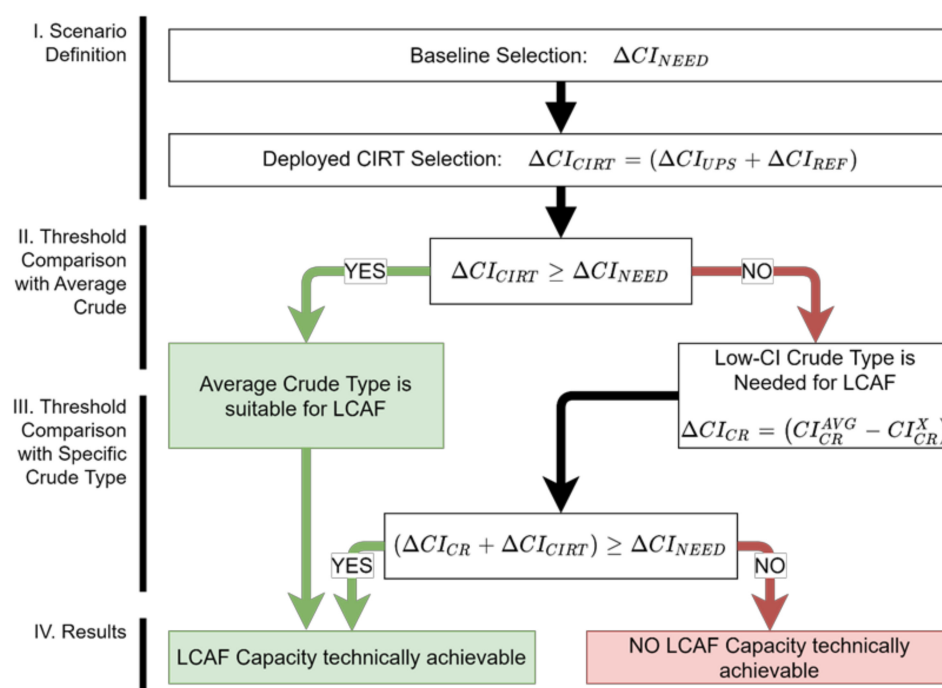 I. Scenario
Definition
Baseline Selection: ΔCI_NEED
Deployed CIRT Selection: ΔCI_CIRT = (ΔCI_UPS + ΔCI_REF)
II. Threshold
Comparison
with Average
Crude
YES
ΔCI_CIRT ≥ ΔCI_NEED
NO
Average Crude Type is
suitable for LCAF
Low-CI Crude Type is
Needed for LCAF
ΔCI_CR = (CI_CR^AVG − CI_CR^X)
III. Threshold
Comparison
with Specific
Crude Type
(ΔCI_CR + ΔCI_CIRT) ≥ ΔCI_NEED
YES
NO
IV. Results
LCAF Capacity technically achievable
NO LCAF Capacity technically
achievable